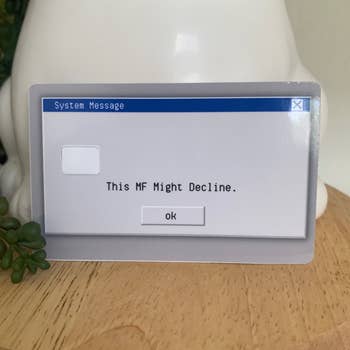 System Message
This MF Might Decline.
ok